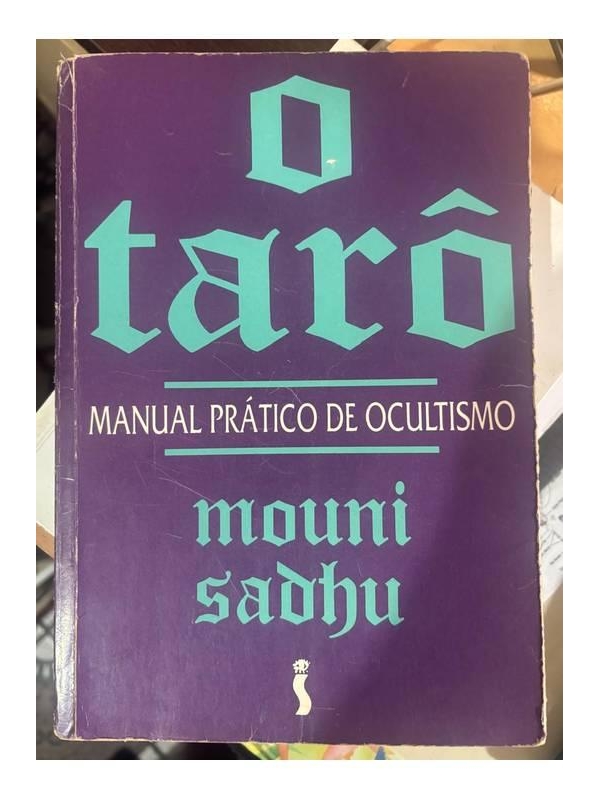 o
tarô
MANUAL PRÁTICO DE OCULTISMO
mouni
sadhu